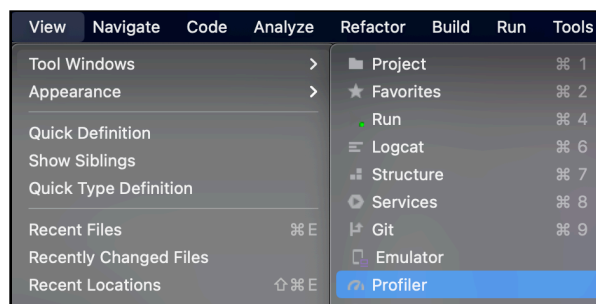 View Navigate Code Analyze Refactor Build Run Tools
Tool Windows >
Appearance >
Quick Definition
Show Siblings
Quick Type Definition
Recent Files ⌘E
Recently Changed Files
Recent Locations ⇧⌘E
Project ⌘ 1
Favorites ⌘ 2
Run ⌘ 4
Logcat ⌘ 6
Structure ⌘ 7
Services ⌘ 8
Git ⌘ 9
Emulator
Profiler